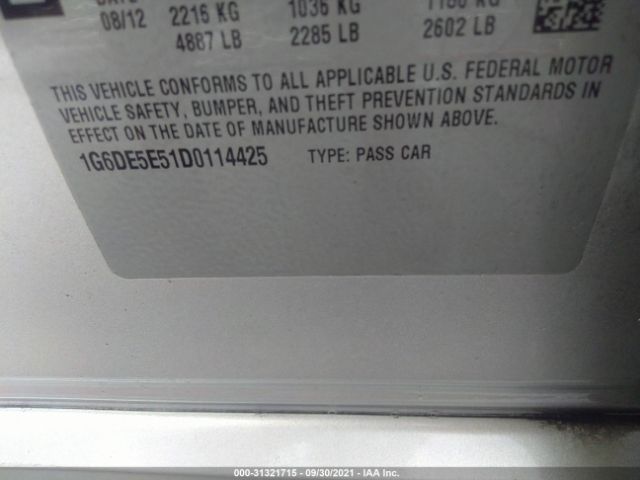 08/12 2216 KG 1036 KG
4887 LB 2285 LB 2602 LB
THIS VEHICLE CONFORMS TO ALL APPLICABLE U.S. FEDERAL MOTOR
VEHICLE SAFETY, BUMPER, AND THEFT PREVENTION STANDARDS IN
EFFECT ON THE DATE OF MANUFACTURE SHOWN ABOVE.
1G6DE5E51D0114425 TYPE: PASS CAR
000-31321715 - 09/30/2021 - IAA Inc.